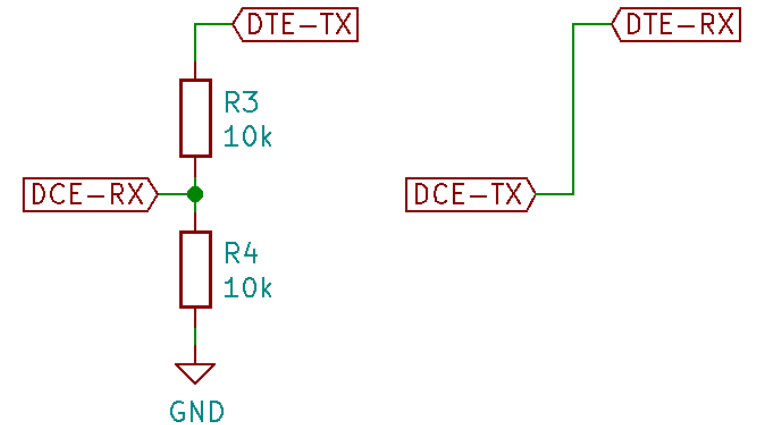 DTE-TX
DTE-RX
R3
10k
DCE-RX
DCE-TX
R4
10k
GND